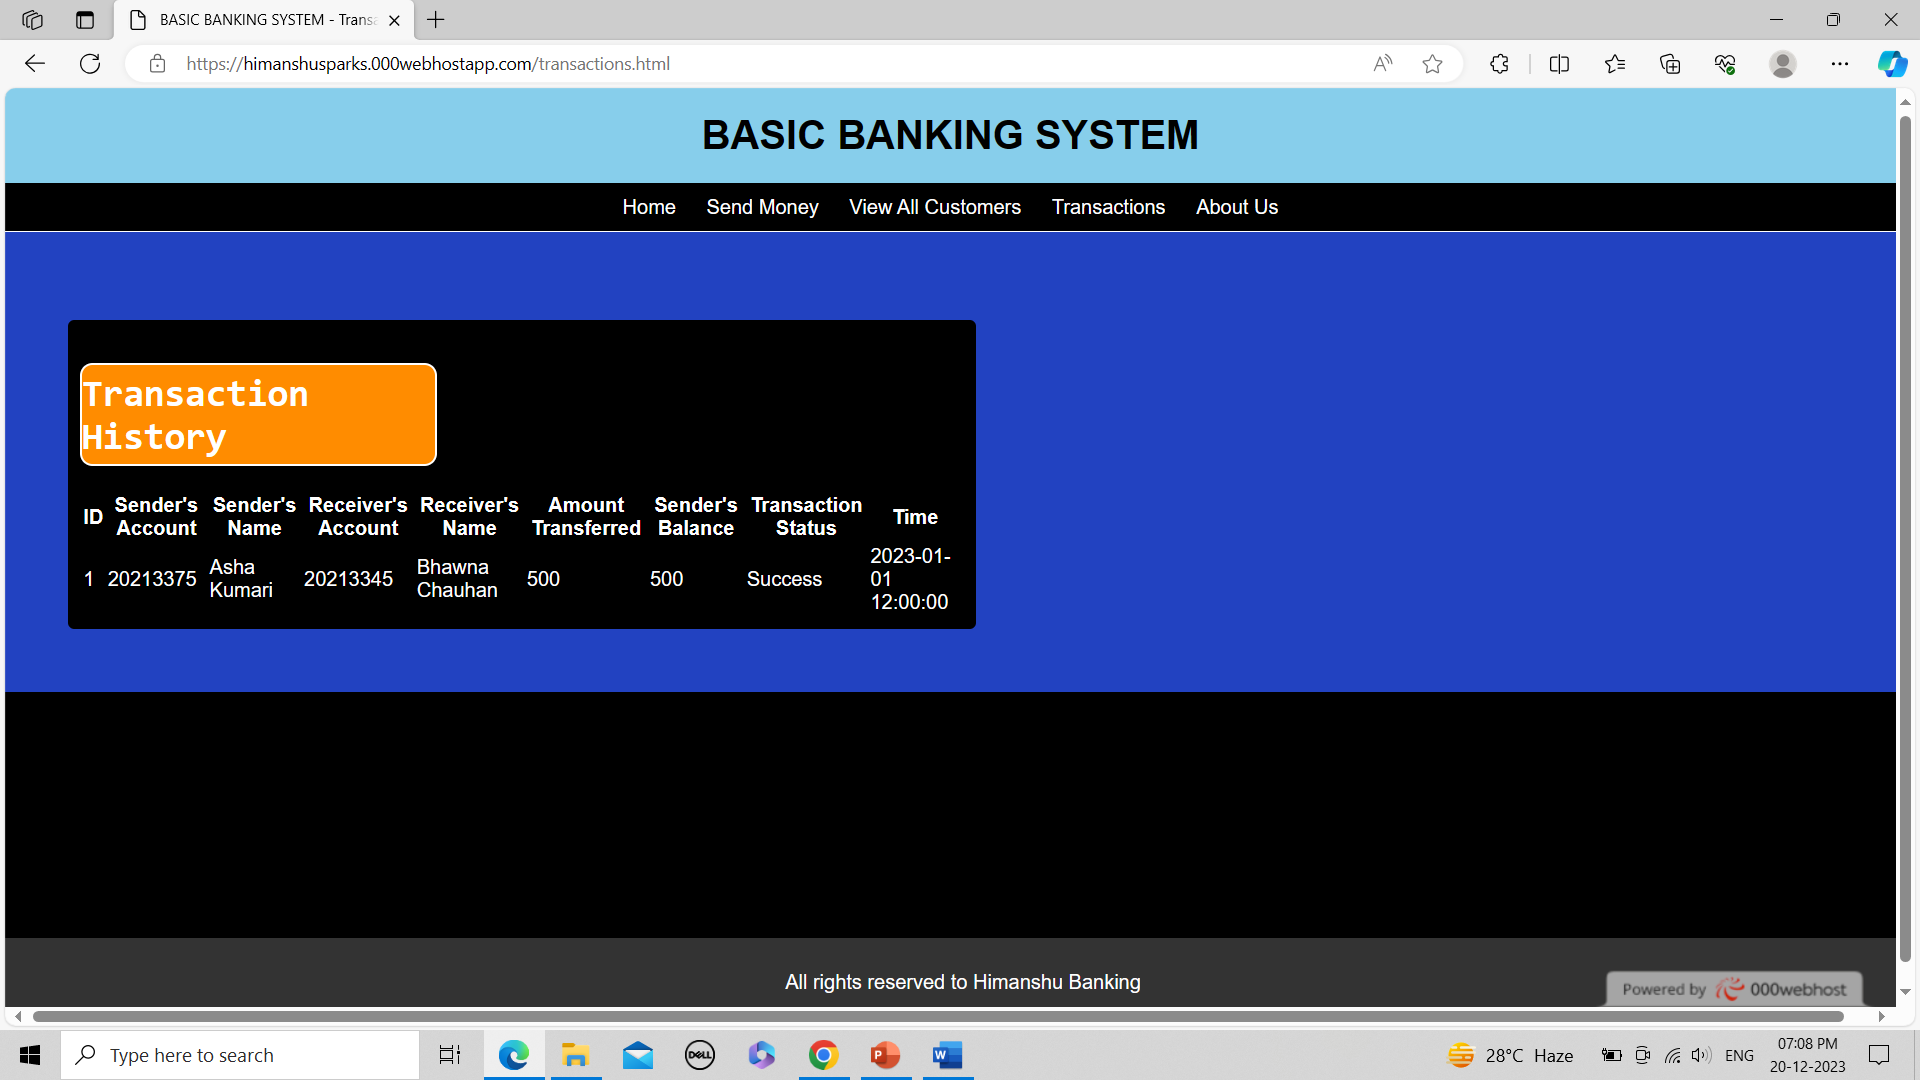 BASIC BANKING SYSTEM - Transa
https://himanshusparks.000webhostapp.com/transactions.html
BASIC BANKING SYSTEM
Home Send Money View All Customers Transactions About Us
Transaction
History
ID Sender's Account Sender's Name Receiver's Account Receiver's Name Amount Transferred Sender's Balance Transaction Status Time
1 20213375 Asha Kumari 20213345 Bhawna Chauhan 500 500 Success 2023-01-01 12:00:00
All rights reserved to Himanshu Banking
Powered by 000webhost
Type here to search
DELL
P
W
28°C Haze
ENG
07:08 PM
20-12-2023